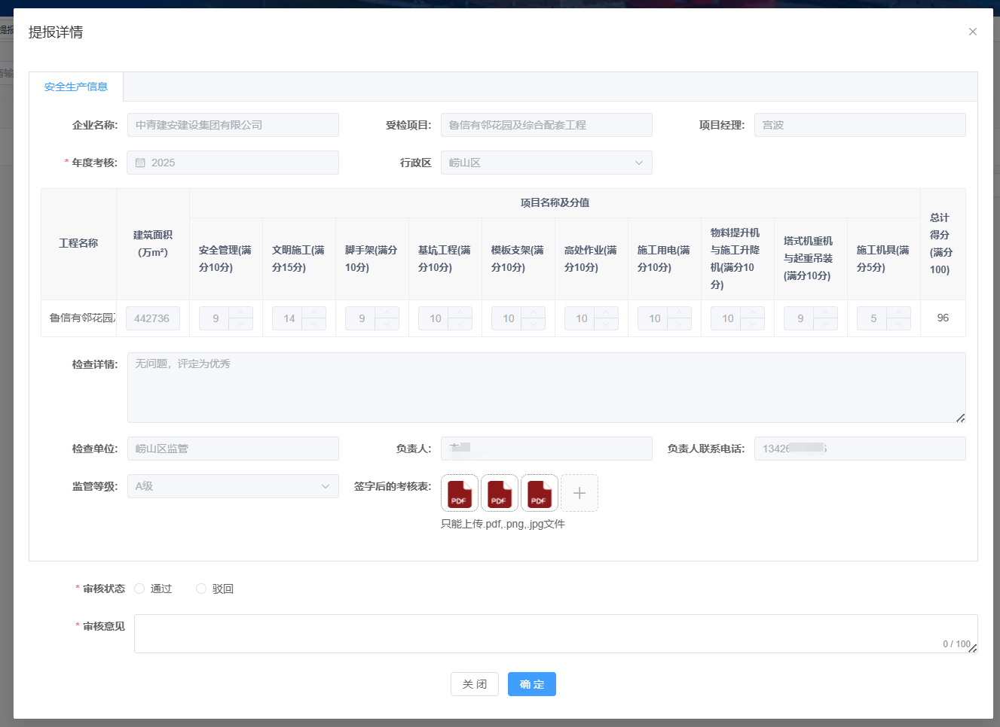 提报详情
安全生产信息
企业名称: 中青建安建设集团有限公司 受检项目: 鲁信有邻花园及综合配套工程 项目经理: 宫波
* 年度考核: 2025 行政区 崂山区
项目名称及分值
工程名称 建筑面积(万m²) 安全管理(满分10分) 文明施工(满分15分) 脚手架(满分10分) 基坑工程(满分10分) 模板支架(满分10分) 高处作业(满分10分) 施工用电(满分10分) 物料提升机与施工升降机(满分10分) 塔式机重机与起重吊装(满分10分) 施工机具(满分5分) 总计得分(满分100)
鲁信有邻花园 442736 9 14 9 10 10 10 10 10 9 5 96
检查详情: 无问题，评定为优秀
检查单位: 崂山区监管 负责人: 负责人联系电话: 1342
监管等级: A级 签字后的考核表: PDF PDF PDF
只能上传.pdf,.png,.jpg文件
* 审核状态 通过 驳回
* 审核意见
0 / 100
关 闭 确 定